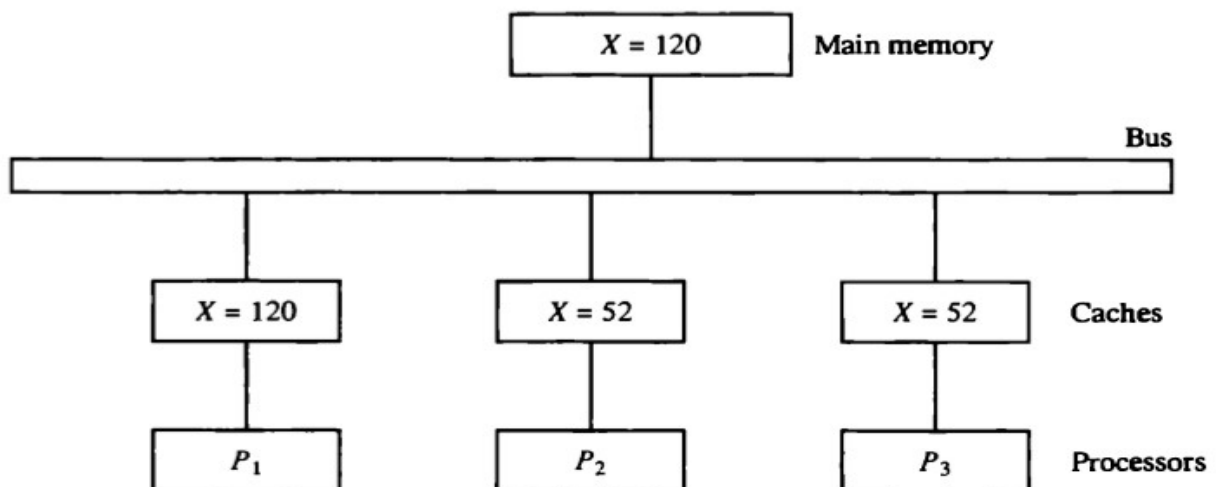 X = 120 Main memory
Bus
X = 120 X = 52 X = 52 Caches
P₁ P₂ P₃ Processors